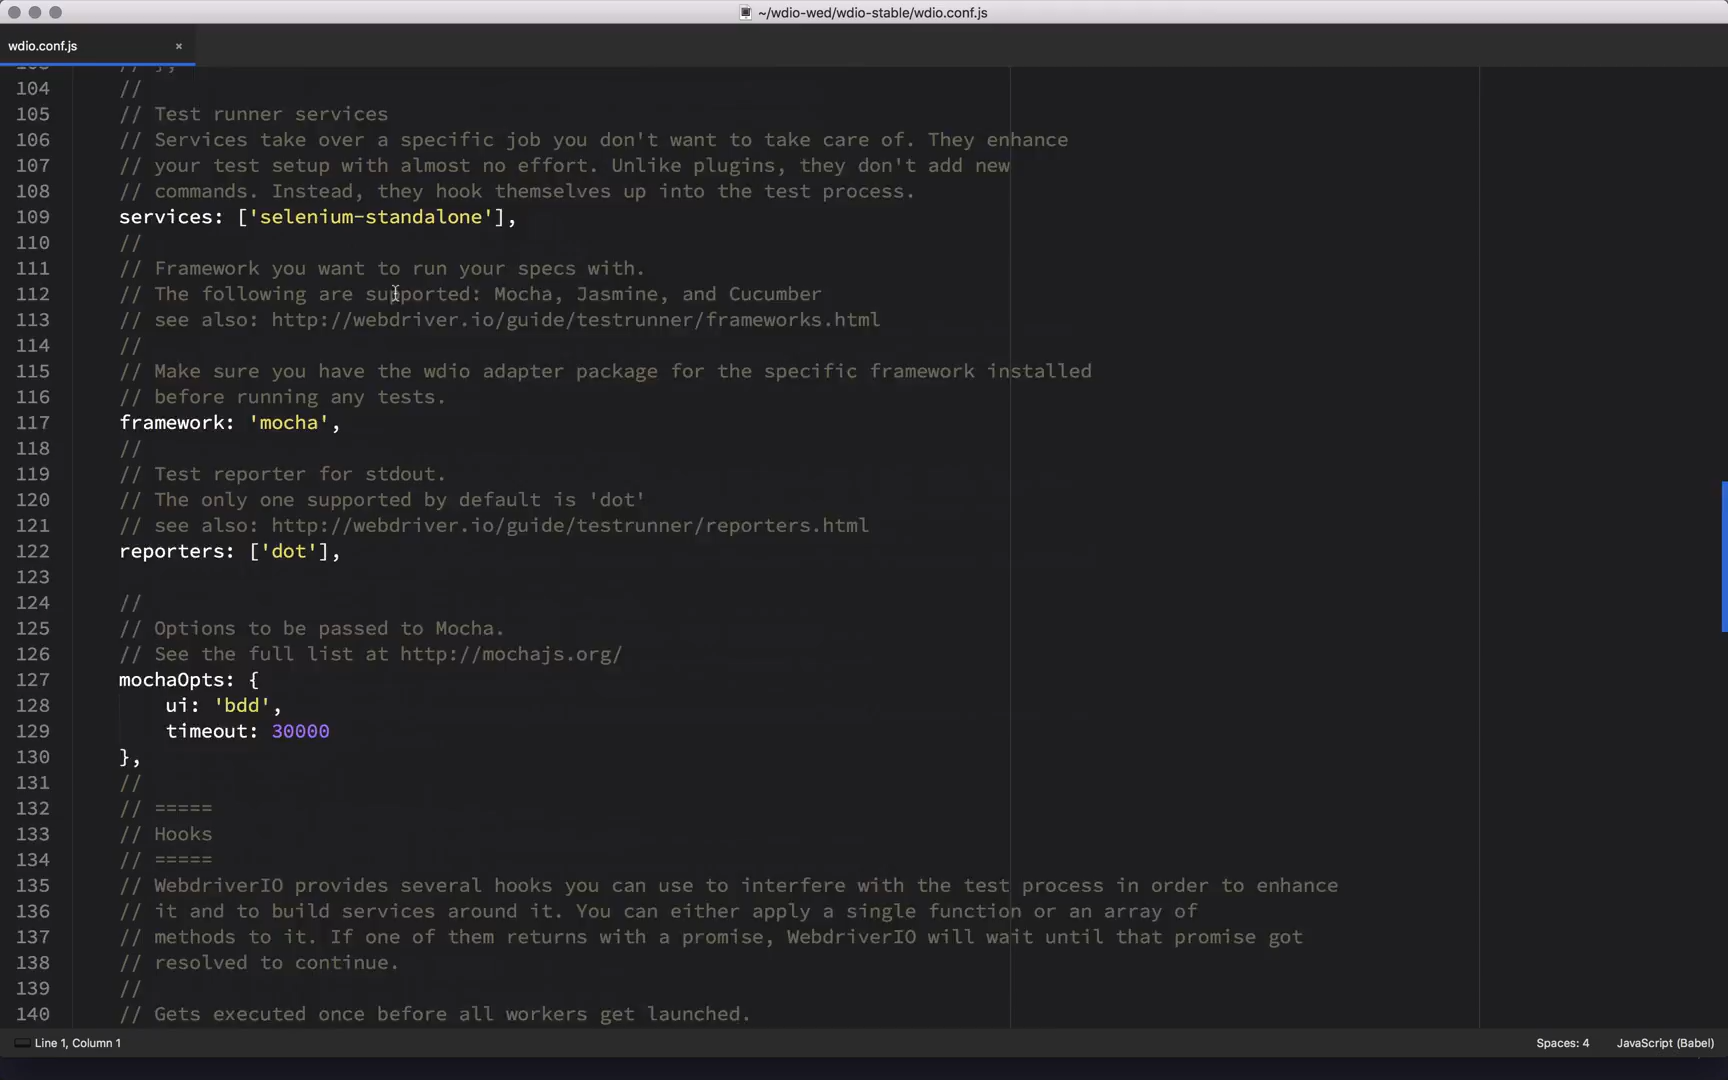 ~/wdio-wed/wdio-stable/wdio.conf.js
wdio.conf.js ×
103 // };
104 //
105 // Test runner services
106 // Services take over a specific job you don't want to take care of. They enhance
107 // your test setup with almost no effort. Unlike plugins, they don't add new
108 // commands. Instead, they hook themselves up into the test process.
109 services: ['selenium-standalone'],
110 //
111 // Framework you want to run your specs with.
112 // The following are supported: Mocha, Jasmine, and Cucumber
113 // see also: http://webdriver.io/guide/testrunner/frameworks.html
114 //
115 // Make sure you have the wdio adapter package for the specific framework installed
116 // before running any tests.
117 framework: 'mocha',
118 //
119 // Test reporter for stdout.
120 // The only one supported by default is 'dot'
121 // see also: http://webdriver.io/guide/testrunner/reporters.html
122 reporters: ['dot'],
123
124 //
125 // Options to be passed to Mocha.
126 // See the full list at http://mochajs.org/
127 mochaOpts: {
128 ui: 'bdd',
129 timeout: 30000
130 },
131 //
132 // =====
133 // Hooks
134 // =====
135 // WebdriverIO provides several hooks you can use to interfere with the test process in order to enhance
136 // it and to build services around it. You can either apply a single function or an array of
137 // methods to it. If one of them returns with a promise, WebdriverIO will wait until that promise got
138 // resolved to continue.
139 //
140 // Gets executed once before all workers get launched.
Line 1, Column 1
Spaces: 4 JavaScript (Babel)